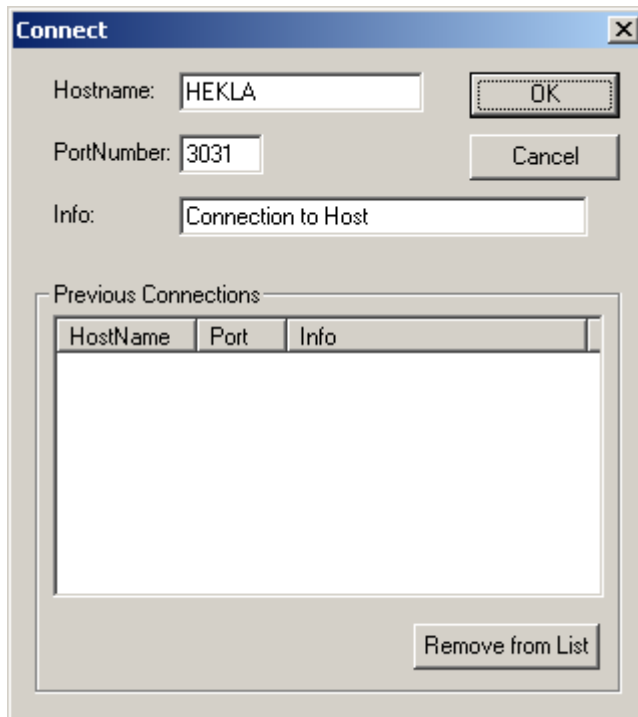 Connect
Hostname: HEKLA OK
PortNumber: 3031 Cancel
Info: Connection to Host
Previous Connections
HostName Port Info
Remove from List